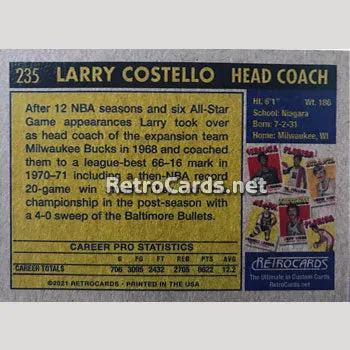 235 LARRY COSTELLO HEAD COACH
Ht. 6'1" Wt. 186
School: Niagara
Born: 7-2-31
Home: Milwaukee, WI
After 12 NBA seasons and six All-Star
Game appearances Larry took over
as head coach of the expansion team
Milwaukee Bucks in 1968 and coached
them to a league-best 66-16 mark in
1970-71 including a then-NBA record
20-game win
championship in the post-season with
a 4-0 sweep of the Baltimore Bullets.
RetroCards.net
CAREER PRO STATISTICS
G FG FT REB PTS AVG
CAREER TOTALS 706 3095 2432 2705 8622 12.2
©2021 RETROCARDS • PRINTED IN THE USA
RETROCARDS
The Ultimate in Custom Cards
RetroCards.net